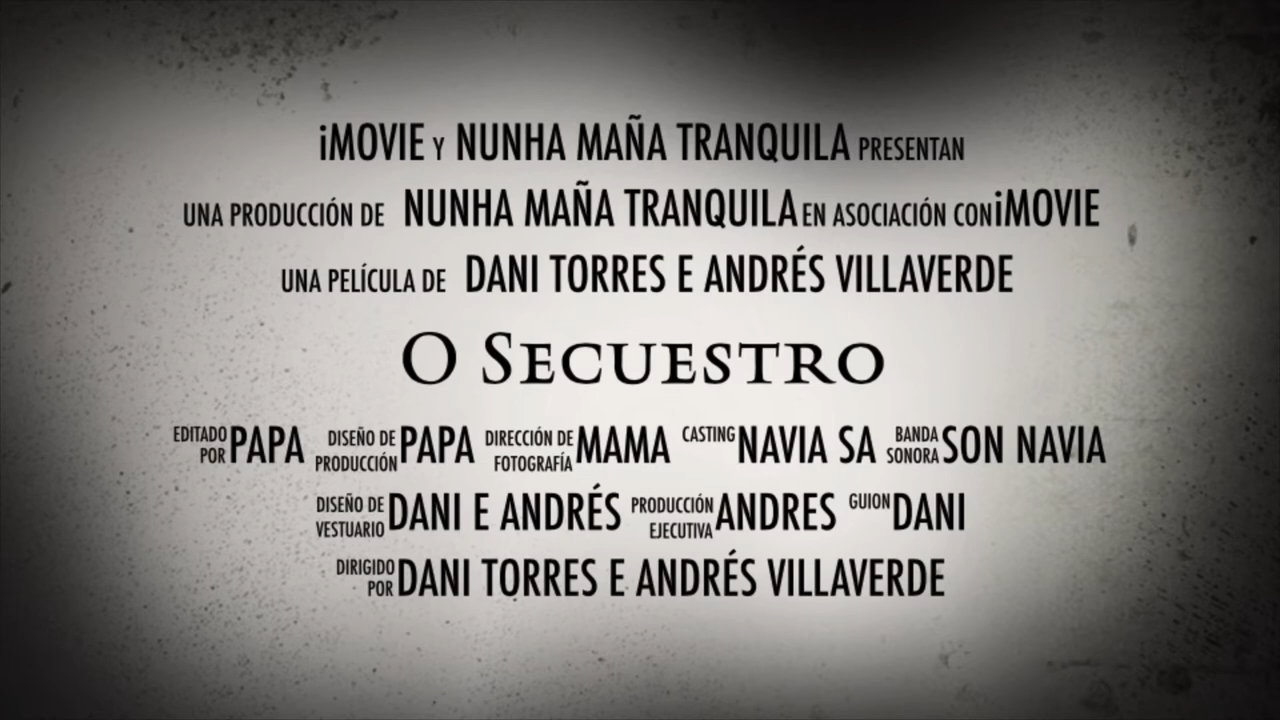 iMOVIE Y NUNHA MAÑA TRANQUILA PRESENTAN
UNA PRODUCCIÓN DE NUNHA MAÑA TRANQUILA EN ASOCIACIÓN CON iMOVIE
UNA PELÍCULA DE DANI TORRES E ANDRÉS VILLAVERDE
O SECUESTRO
EDITADO POR PAPA DISEÑO DE PRODUCCIÓN PAPA DIRECCIÓN DE FOTOGRAFÍA MAMA CASTING NAVIA SA BANDA SONORA SON NAVIA
DISEÑO DE VESTUARIO DANI E ANDRÉS PRODUCCIÓN EJECUTIVA ANDRES GUION DANI
DIRIGIDO POR DANI TORRES E ANDRÉS VILLAVERDE